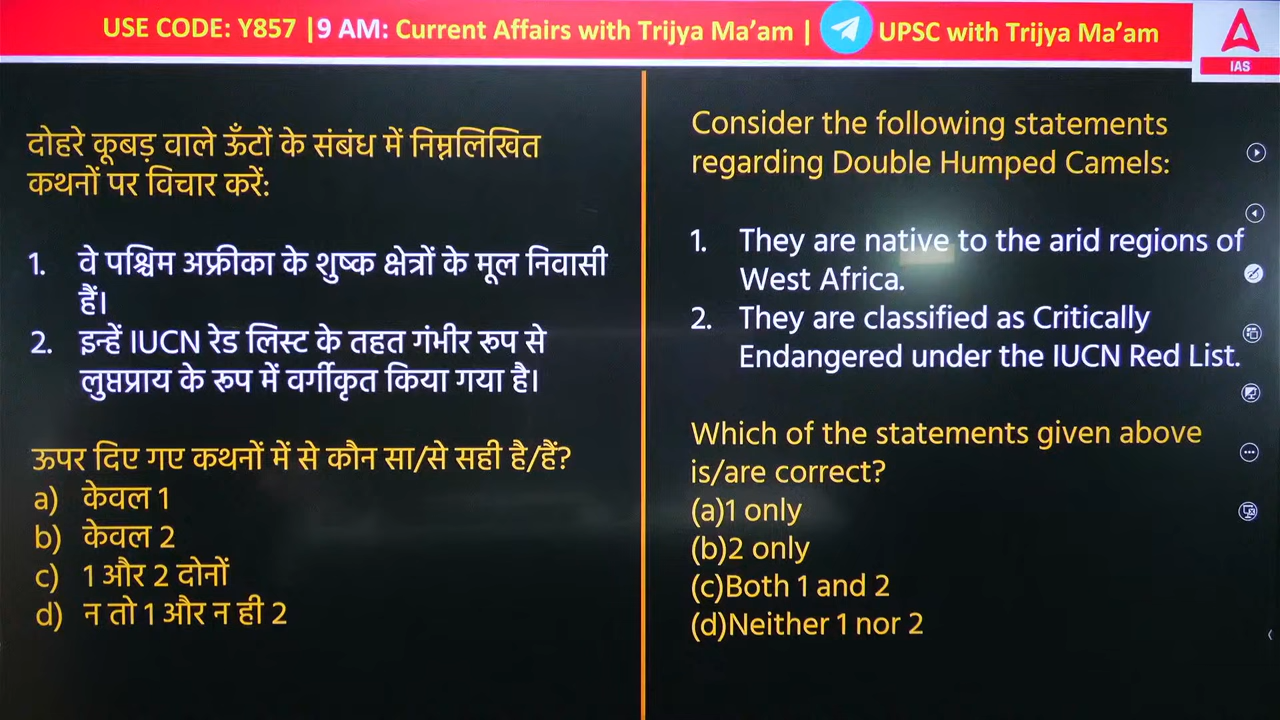 USE CODE: Y857 |9 AM: Current Affairs with Trijya Ma’am | UPSC with Trijya Ma’am
IAS
दोहरे कूबड़ वाले ऊँटों के संबंध में निम्नलिखित
कथनों पर विचार करें:
1. वे पश्चिम अफ्रीका के शुष्क क्षेत्रों के मूल निवासी
हैं।
2. इन्हें IUCN रेड लिस्ट के तहत गंभीर रूप से
लुप्तप्राय के रूप में वर्गीकृत किया गया है।
ऊपर दिए गए कथनों में से कौन सा/से सही है/हैं?
a) केवल 1
b) केवल 2
c) 1 और 2 दोनों
d) न तो 1 और न ही 2
Consider the following statements
regarding Double Humped Camels:
1. They are native to the arid regions of
West Africa.
2. They are classified as Critically
Endangered under the IUCN Red List.
Which of the statements given above
is/are correct?
(a)1 only
(b)2 only
(c)Both 1 and 2
(d)Neither 1 nor 2